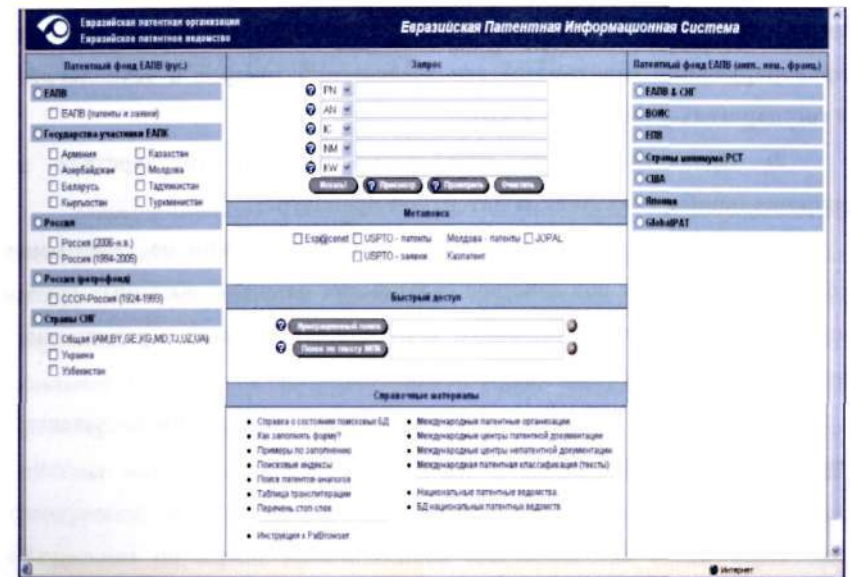 Евразийская патентная организация
Евразийское патентное ведомство
Евразийская Патентная Информационная Система
Патентный фонд ЕАПВ (рус.)
ЕАПВ
ЕАПВ (патенты и заявки)
Государства участники ЕАПК
Армения Казахстан
Азербайджан Молдова
Беларусь Таджикистан
Кыргызстан Туркменистан
Россия
Россия (2006-н.в.)
Россия (1994-2005)
Россия (ретрофонд)
СССР-Россия (1924-1993)
Страны СНГ
Общая (AM,BY,GE,KG,MD,TJ,UZ,UA)
Украина
Узбекистан
Запрос
PN
AN
IC
NM
KW
Искать! Просмотр Проверить Очистить
Метапоиск
Esp@cenet USPTO - патенты Молдова - патенты JOPAL
USPTO - заявки Казпатент
Быстрый доступ
Нумерационный поиск
Поиск по тексту МПК
Справочные материалы
Справка о состоянии поисковых БД
Как заполнять форму?
Примеры по заполнению
Поисковые индексы
Поиск патентов-аналогов
Таблица транслитерации
Перечень стоп-слов
Инструкция к PatBrowser
Международные патентные организации
Международные центры патентной документации
Международные центры непатентной документации
Международная патентная классификация (тексты)
Национальные патентные ведомства
БД национальных патентных ведомств
Патентный фонд ЕАПВ (англ., нем., франц.)
ЕАПВ & СНГ
ВОИС
ЕПВ
Страны минимума PCT
США
Япония
GlobalPAT
Интернет